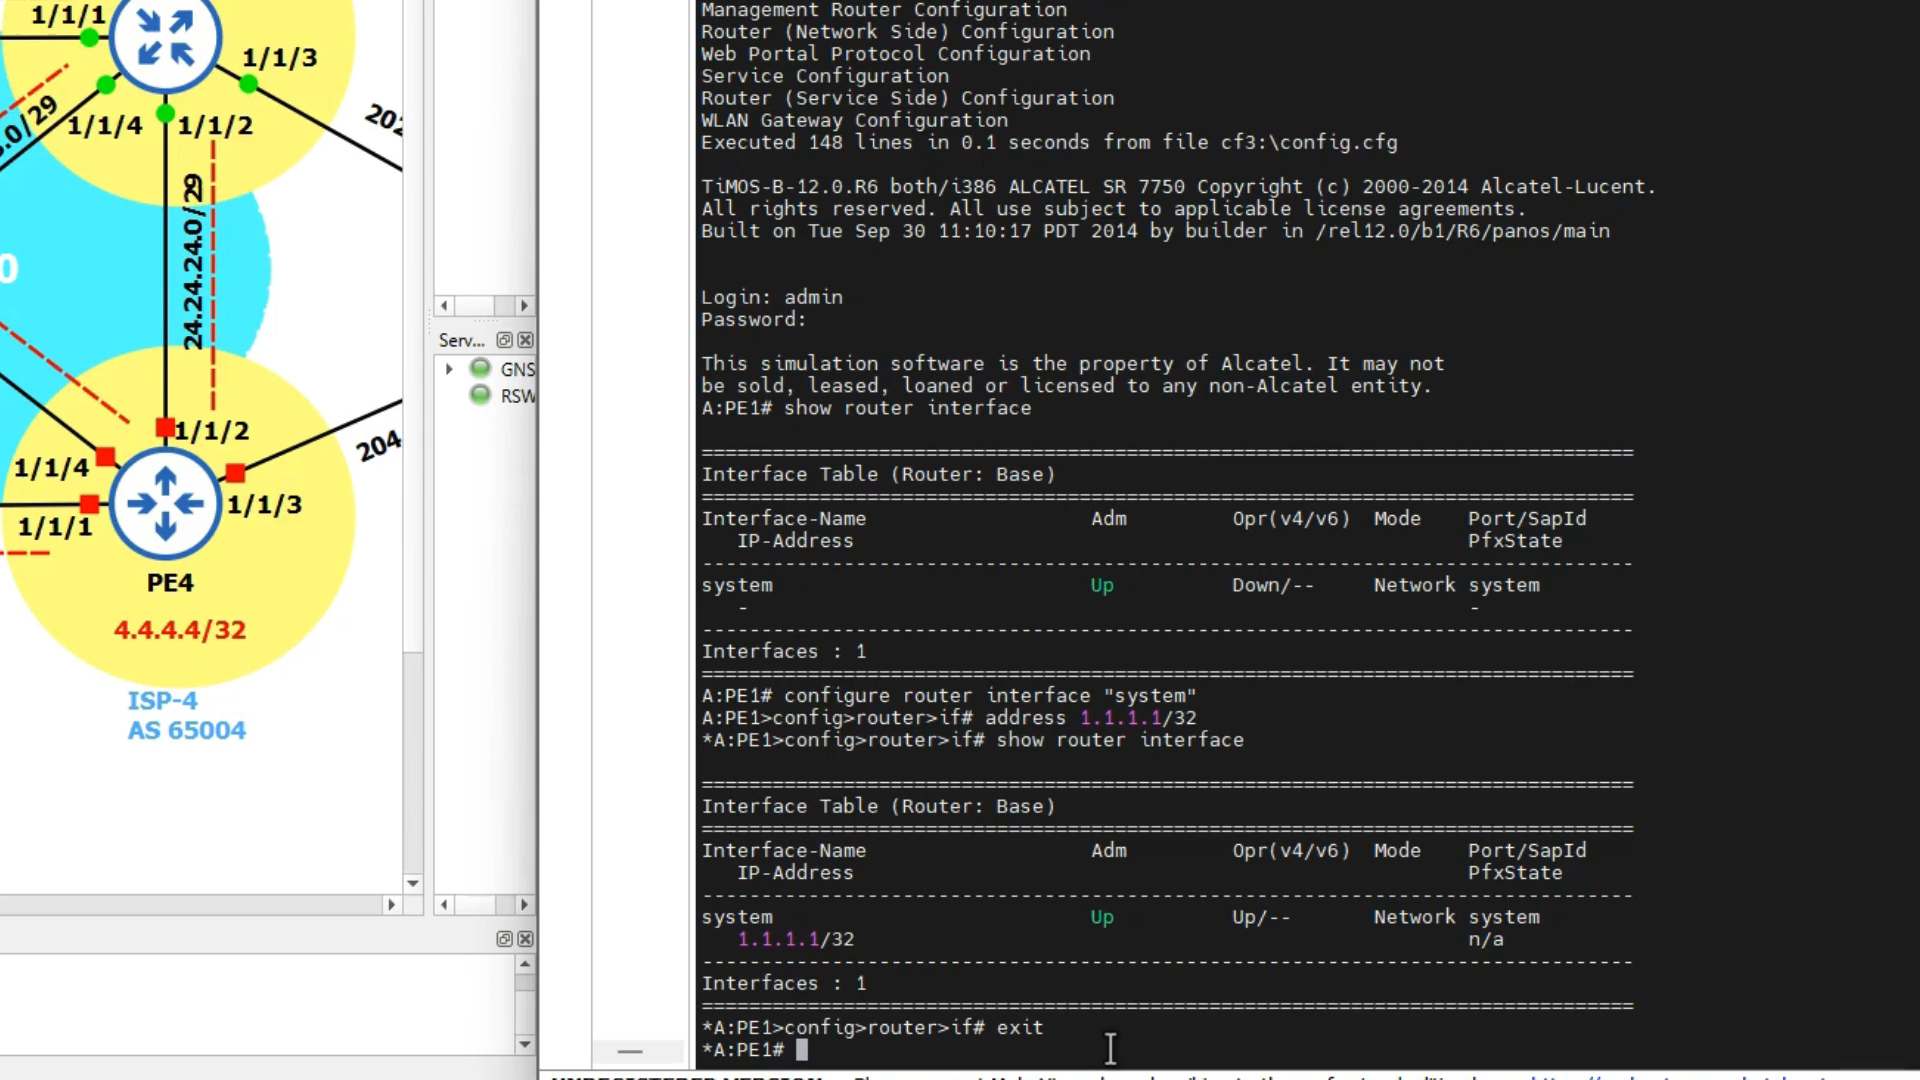 1/1/1
1/1/3
1/1/4
1/1/2
.0/29
24.24.24.0/29
0
1/1/2
204
1/1/4
1/1/3
1/1/1
PE4
4.4.4.4/32
ISP-4
AS 65004
Serv...
GNS
RSW
Management Router Configuration
Router (Network Side) Configuration
Web Portal Protocol Configuration
Service Configuration
Router (Service Side) Configuration
WLAN Gateway Configuration
Executed 148 lines in 0.1 seconds from file cf3:\config.cfg
TiMOS-B-12.0.R6 both/i386 ALCATEL SR 7750 Copyright (c) 2000-2014 Alcatel-Lucent.
All rights reserved. All use subject to applicable license agreements.
Built on Tue Sep 30 11:10:17 PDT 2014 by builder in /rel12.0/b1/R6/panos/main
Login: admin
Password:
This simulation software is the property of Alcatel. It may not
be sold, leased, loaned or licensed to any non-Alcatel entity.
A:PE1# show router interface
===============================================================================
Interface Table (Router: Base)
===============================================================================
Interface-Name Adm Opr(v4/v6) Mode Port/SapId
IP-Address PfxState
-------------------------------------------------------------------------------
system Up Down/-- Network system
- -
-------------------------------------------------------------------------------
Interfaces : 1
===============================================================================
A:PE1# configure router interface "system"
A:PE1>config>router>if# address 1.1.1.1/32
*A:PE1>config>router>if# show router interface
===============================================================================
Interface Table (Router: Base)
===============================================================================
Interface-Name Adm Opr(v4/v6) Mode Port/SapId
IP-Address PfxState
-------------------------------------------------------------------------------
system Up Up/-- Network system
1.1.1.1/32 n/a
-------------------------------------------------------------------------------
Interfaces : 1
===============================================================================
*A:PE1>config>router>if# exit
*A:PE1#